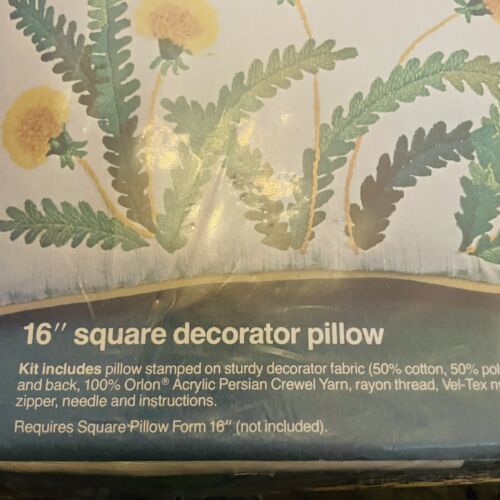 16" square decorator pillow
Kit includes pillow stamped on sturdy decorator fabric (50% cotton, 50%
and back, 100% Orlon® Acrylic Persian Crewel Yarn, rayon thread, Vel-Tex
zipper, needle and instructions.
Requires Square Pillow Form 16" (not included).